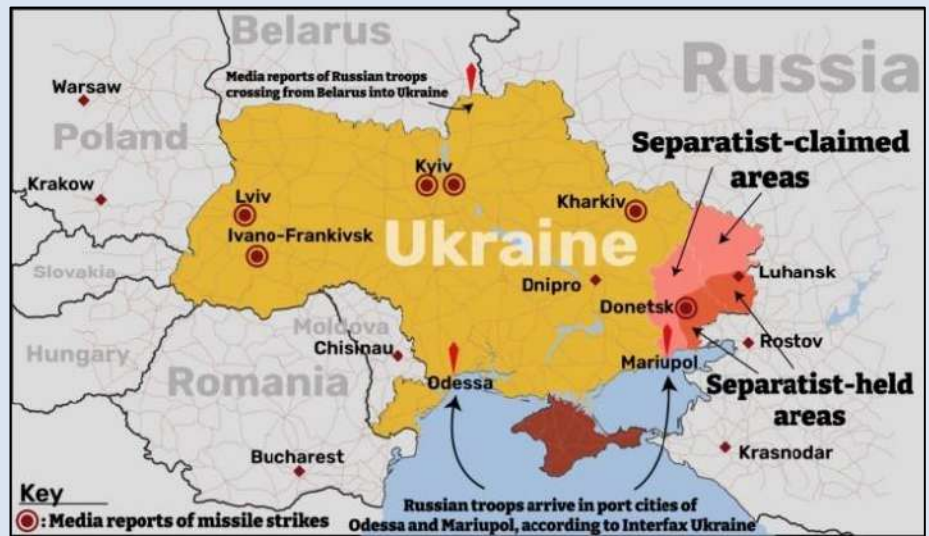 Belarus
Russia
Media reports of Russian troops
crossing from Belarus into Ukraine
Warsaw
Poland
Separatist-claimed
areas
Kyiv
Krakow
Lviv
Kharkiv
Ivano-Frankivsk
Ukraine
Slovakia
Luhansk
Dnipro
Donetsk
Moldova
Hungary
Chisinau
Rostov
Mariupol
Romania
Odessa
Separatist-held
areas
Bucharest
Krasnodar
Key
: Media reports of missile strikes
Russian troops arrive in port cities of
Odessa and Mariupol, according to Interfax Ukraine